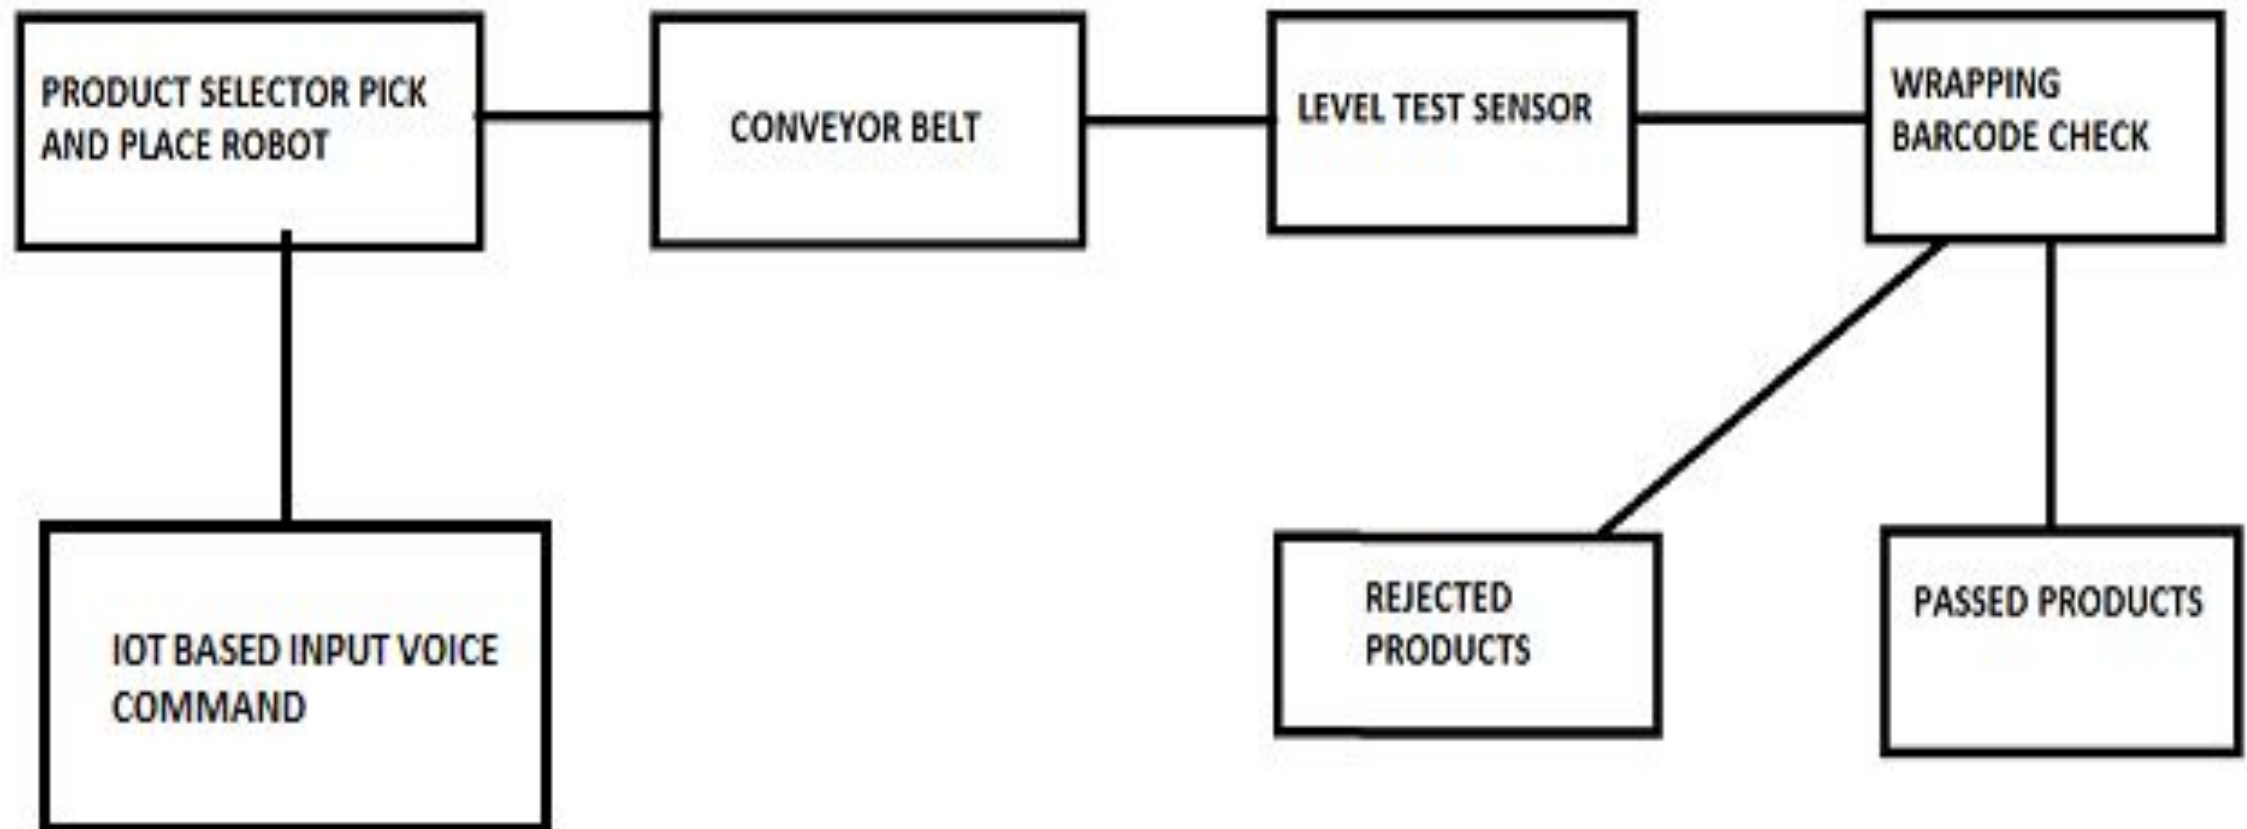 PRODUCT SELECTOR PICK
AND PLACE ROBOT
CONVEYOR BELT
LEVEL TEST SENSOR
WRAPPING
BARCODE CHECK
IOT BASED INPUT VOICE
COMMAND
REJECTED
PRODUCTS
PASSED PRODUCTS